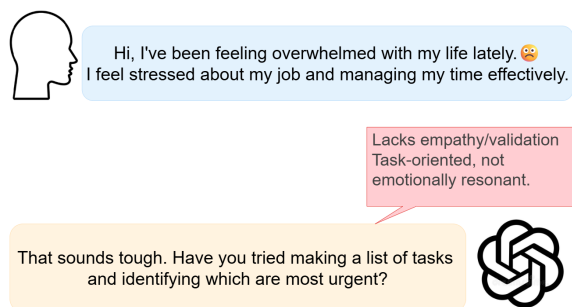 Hi, I've been feeling overwhelmed with my life lately.😟
I feel stressed about my job and managing my time effectively.
Lacks empathy/validation
Task-oriented, not
emotionally resonant.
That sounds tough. Have you tried making a list of tasks
and identifying which are most urgent?